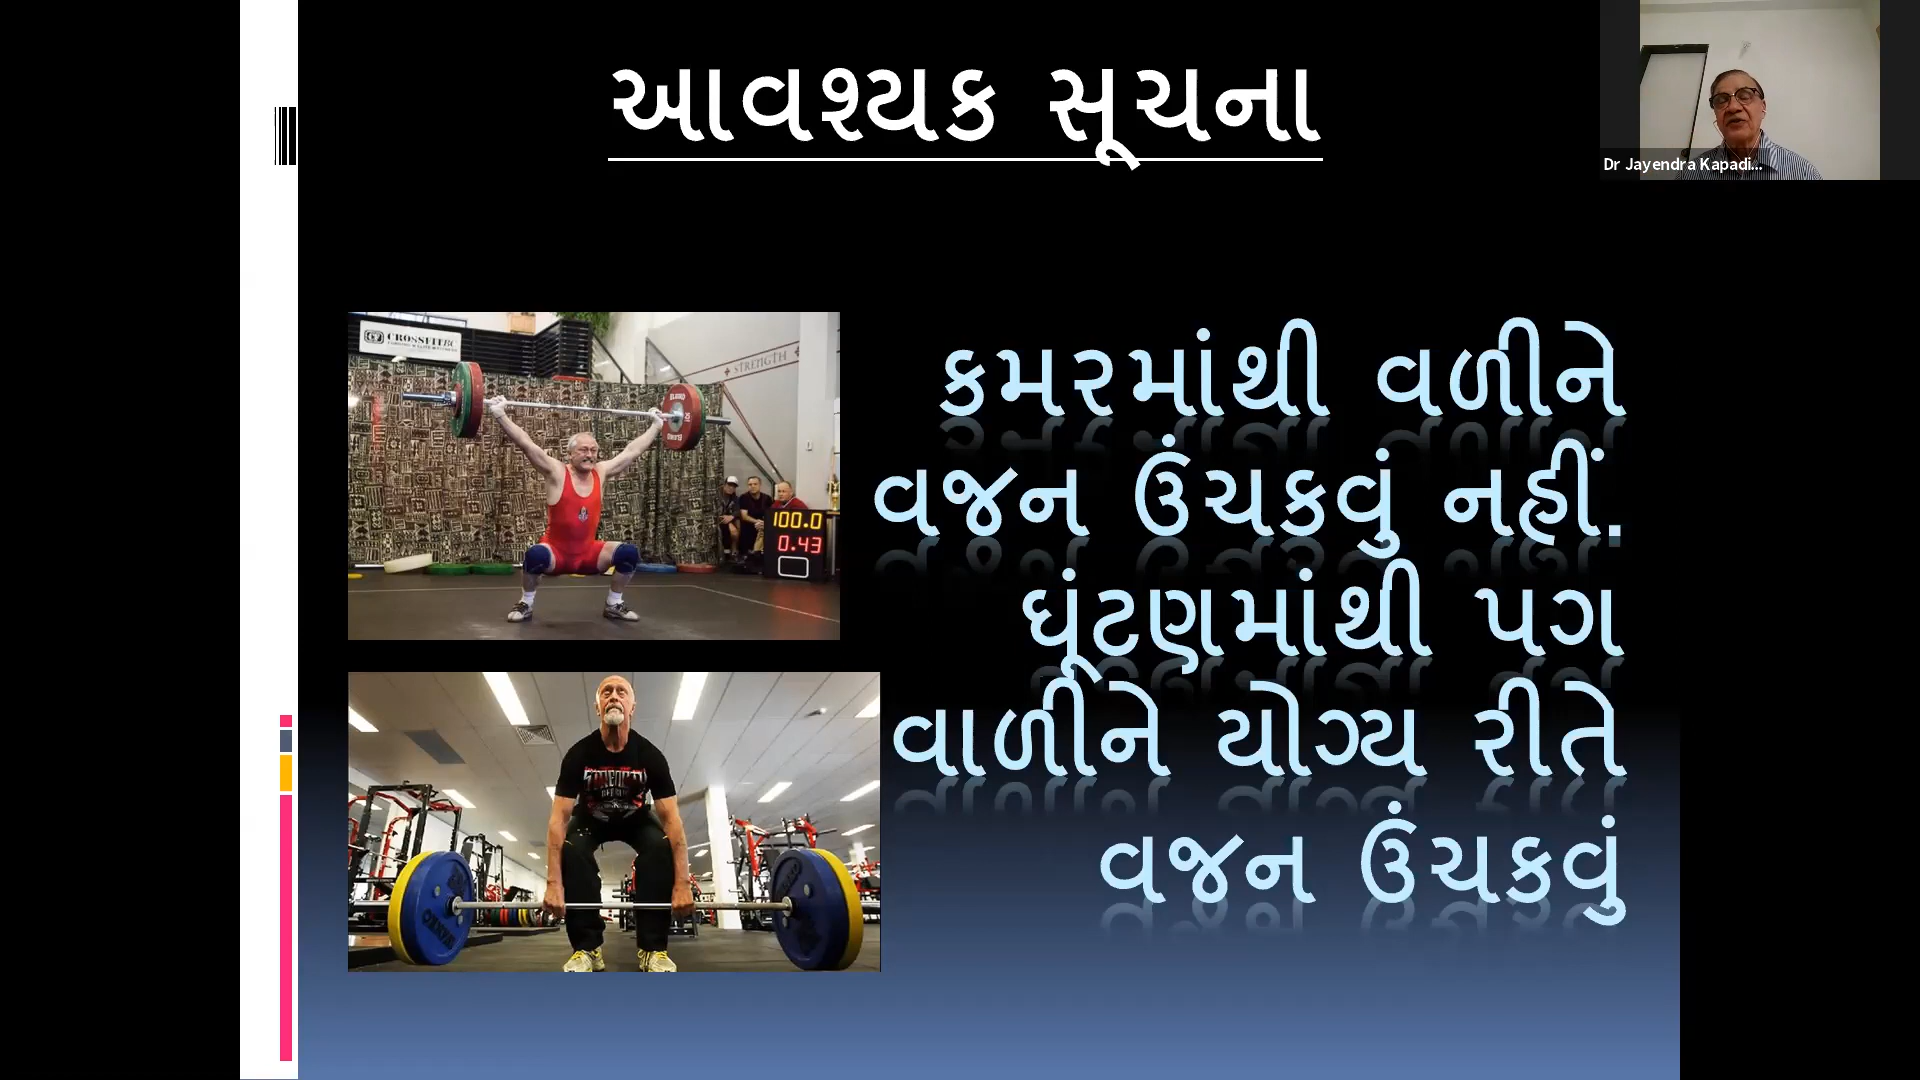 આવશ્યક સૂચના
Dr Jayendra Kapadi...
CROSSFITBC
STRENGTH
કમરમાંથી વળીને
વજન ઉંચકવું નહીં.
100.0
0.43
ઘૂંટણમાંથી પગ
વાળીને યોગ્ય રીતે
વજન ઉંચકવું